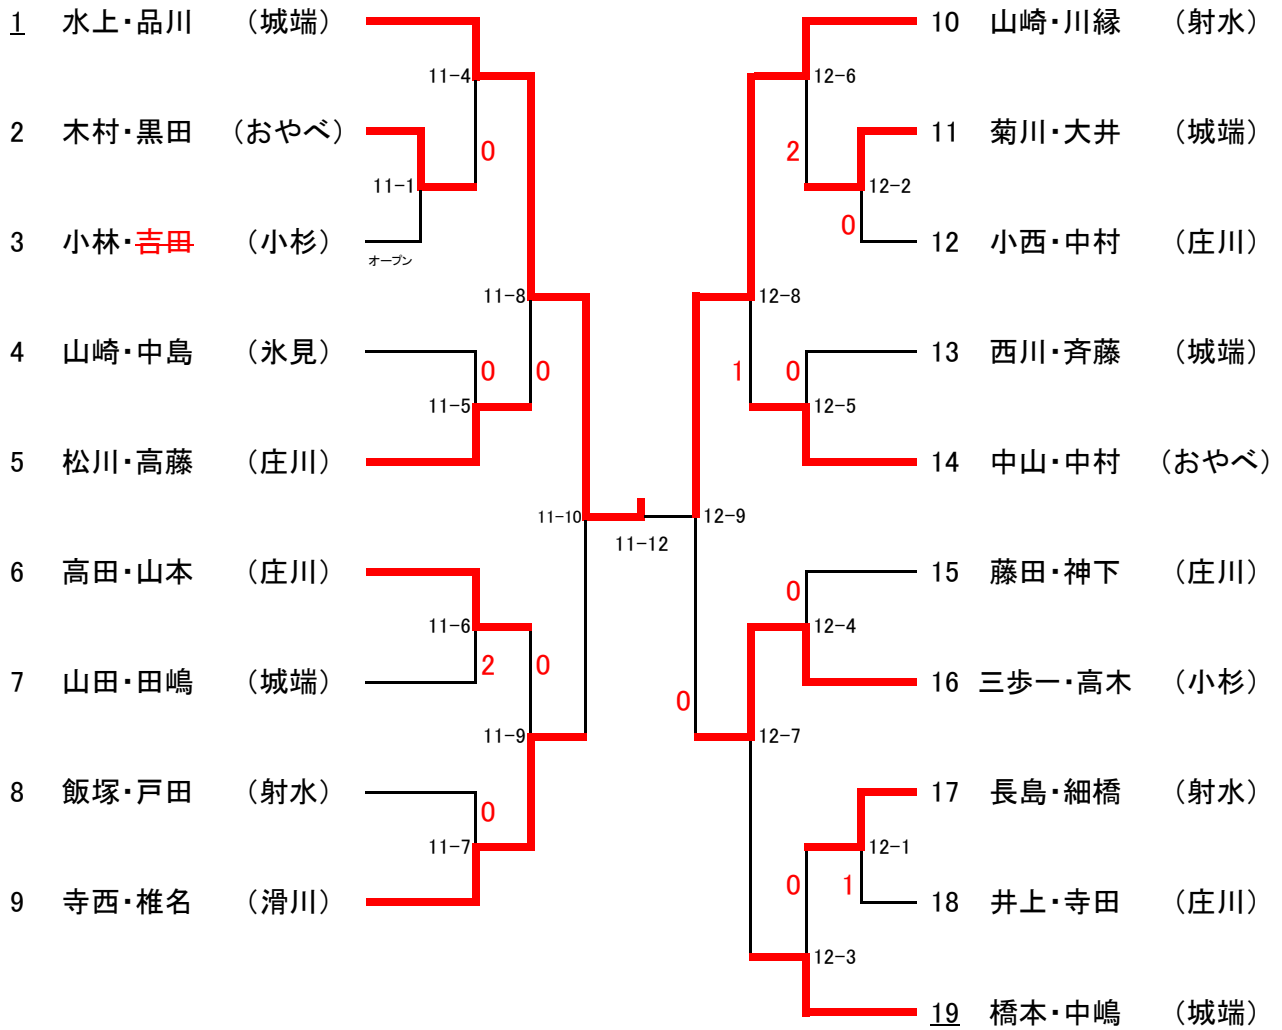 1 水上・品川 （城端）
11-4
2 木村・黒田 （おやべ）
0
11-1
3 小林・吉田 （小杉）
オープン
11-8
4 山崎・中島 （氷見）
0 0
11-5
5 松川・高藤 （庄川）
11-10
11-12
6 高田・山本 （庄川）
11-6
2 0
7 山田・田嶋 （城端）
11-9
8 飯塚・戸田 （射水）
0
11-7
9 寺西・椎名 （滑川）
10 山崎・川縁 （射水）
12-6
11 菊川・大井 （城端）
2
12-2
0
12 小西・中村 （庄川）
12-8
13 西川・斉藤 （城端）
1 0
12-5
14 中山・中村 （おやべ）
12-9
15 藤田・神下 （庄川）
0
12-4
16 三歩一・高木 （小杉）
0
12-7
17 長島・細橋 （射水）
12-1
0 1
18 井上・寺田 （庄川）
12-3
19 橋本・中嶋 （城端）